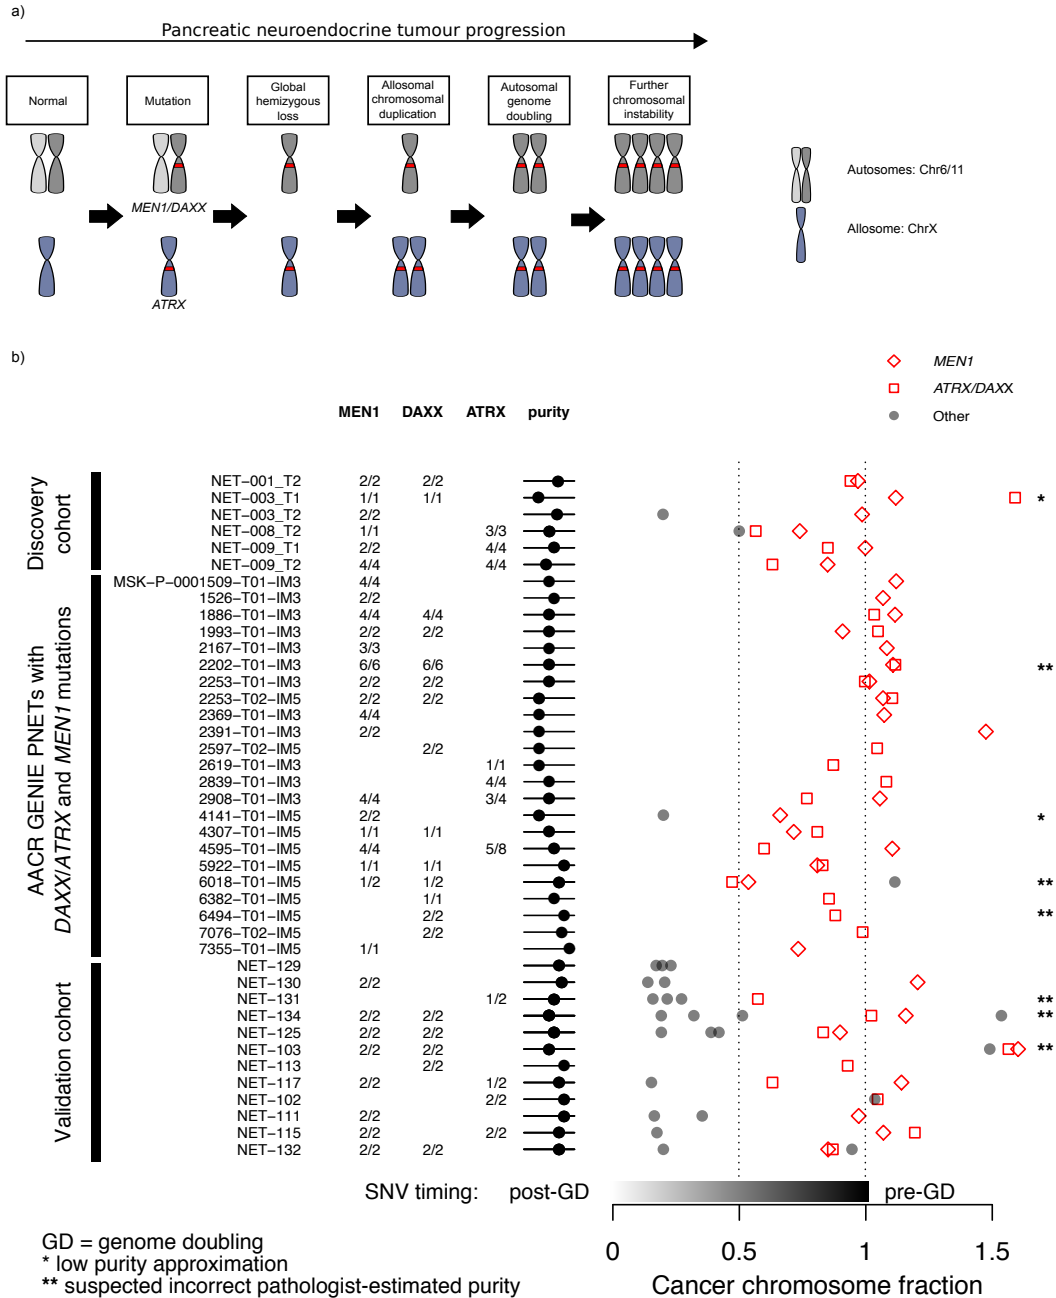 a)
Pancreatic neuroendocrine tumour progression
Normal
Mutation
Global hemizygous loss
Allosomal chromosomal duplication
Autosomal genome doubling
Further chromosomal instability
MEN1/DAXX
ATRX
Autosomes: Chr6/11
Allosome: ChrX
b)
MEN1
ATRX/DAXX
Other
MEN1 DAXX ATRX purity
Discovery cohort
NET-001_T2 2/2 2/2
NET-003_T1 1/1 1/1 *
NET-003_T2 2/2
NET-008_T2 1/1 3/3
NET-009_T1 2/2 4/4
NET-009_T2 4/4 4/4
AACR GENIE PNETs with DAXX/ATRX and MEN1 mutations
MSK-P-0001509-T01-IM3 4/4
1526-T01-IM3 2/2
1886-T01-IM3 4/4 4/4
1993-T01-IM3 2/2 2/2
2167-T01-IM3 3/3
2202-T01-IM3 6/6 6/6 **
2253-T01-IM3 2/2 2/2
2253-T02-IM5 2/2 2/2
2369-T01-IM3 4/4
2391-T01-IM3 2/2
2597-T02-IM5 2/2
2619-T01-IM3 1/1
2839-T01-IM3 4/4
2908-T01-IM3 4/4 3/4
4141-T01-IM5 2/2 *
4307-T01-IM5 1/1 1/1
4595-T01-IM5 4/4 5/8
5922-T01-IM5 1/1 1/1
6018-T01-IM5 1/2 1/2 **
6382-T01-IM5 1/1
6494-T01-IM5 2/2 **
7076-T02-IM5 2/2
7355-T01-IM5 1/1
Validation cohort
NET-129
NET-130 2/2
NET-131 1/2 **
NET-134 2/2 2/2 **
NET-125 2/2 2/2
NET-103 2/2 2/2 **
NET-113 2/2
NET-117 2/2 1/2
NET-102 2/2
NET-111 2/2
NET-115 2/2 2/2
NET-132 2/2 2/2
SNV timing: post-GD pre-GD
0 0.5 1 1.5
Cancer chromosome fraction
GD = genome doubling
* low purity approximation
** suspected incorrect pathologist-estimated purity